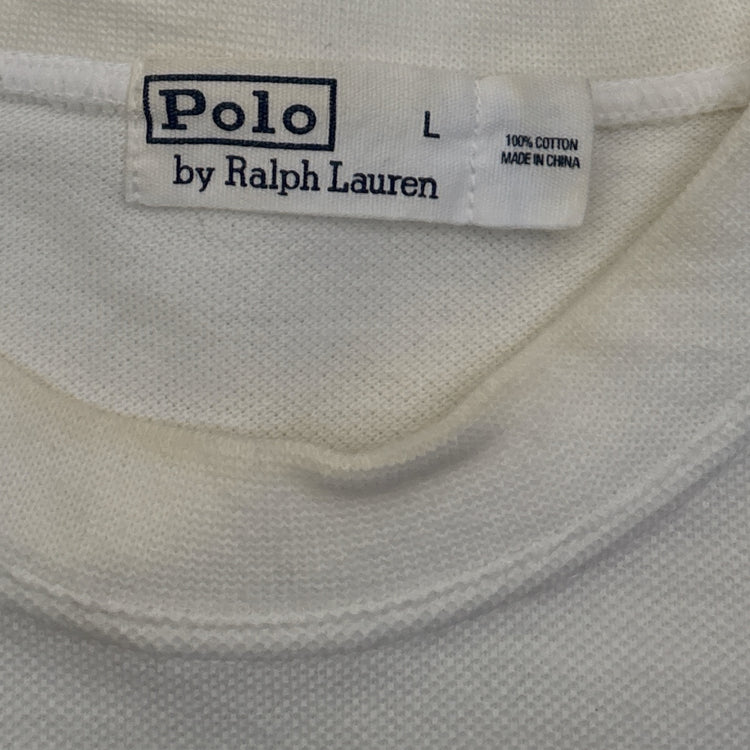 Polo
by Ralph Lauren
L
100% COTTON
MADE IN CHINA